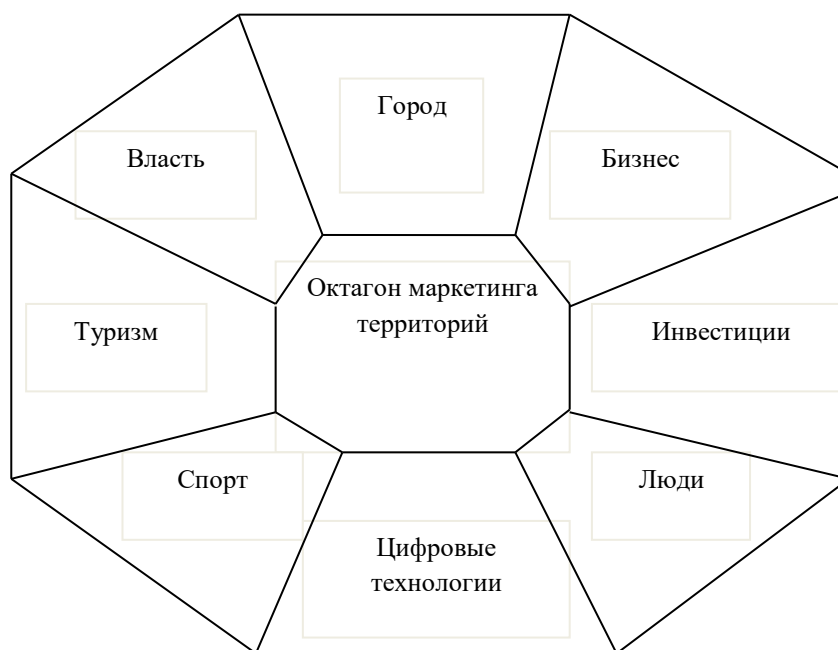 Город
Власть
Бизнес
Октагон маркетинга
территорий
Туризм
Инвестиции
Спорт
Люди
Цифровые
технологии